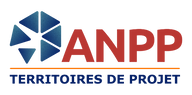 ANPP
TERRITOIRES DE PROJET